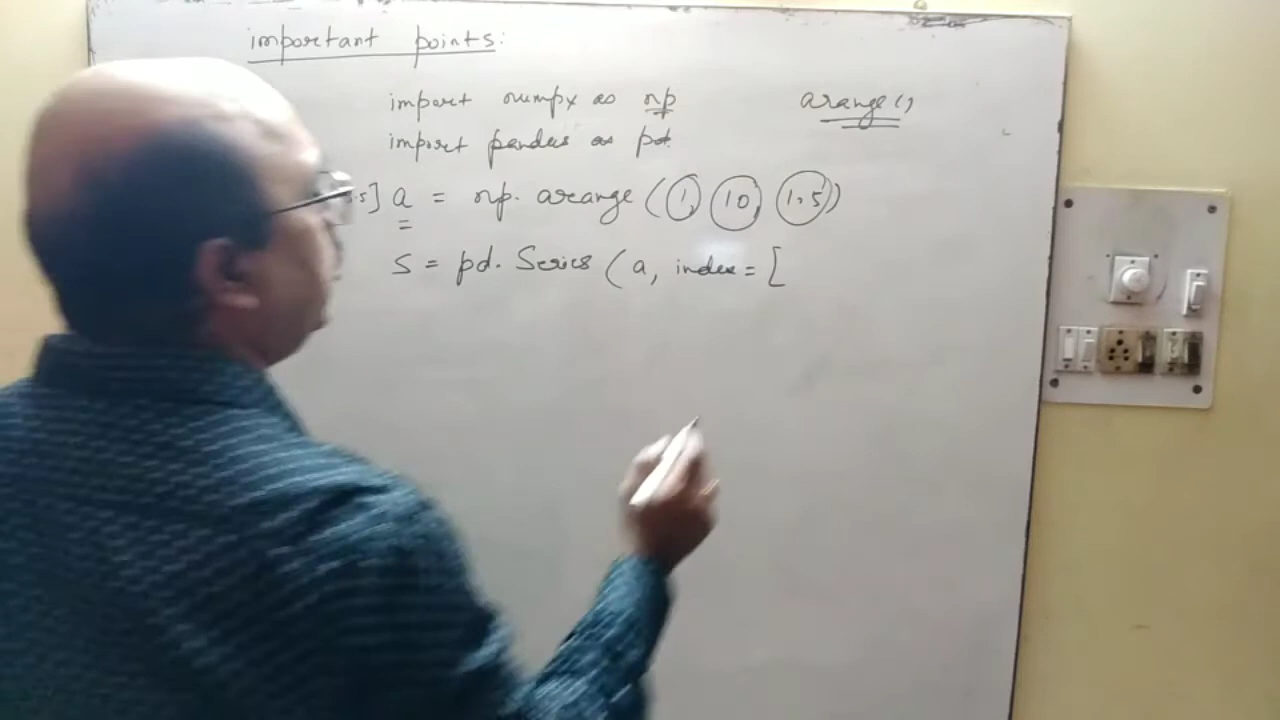 important points:
import numpy as np arange()
import pandas as pd.
.5] a = np. arange (1, 10, 1.5)
S = pd. Series (a, index = [